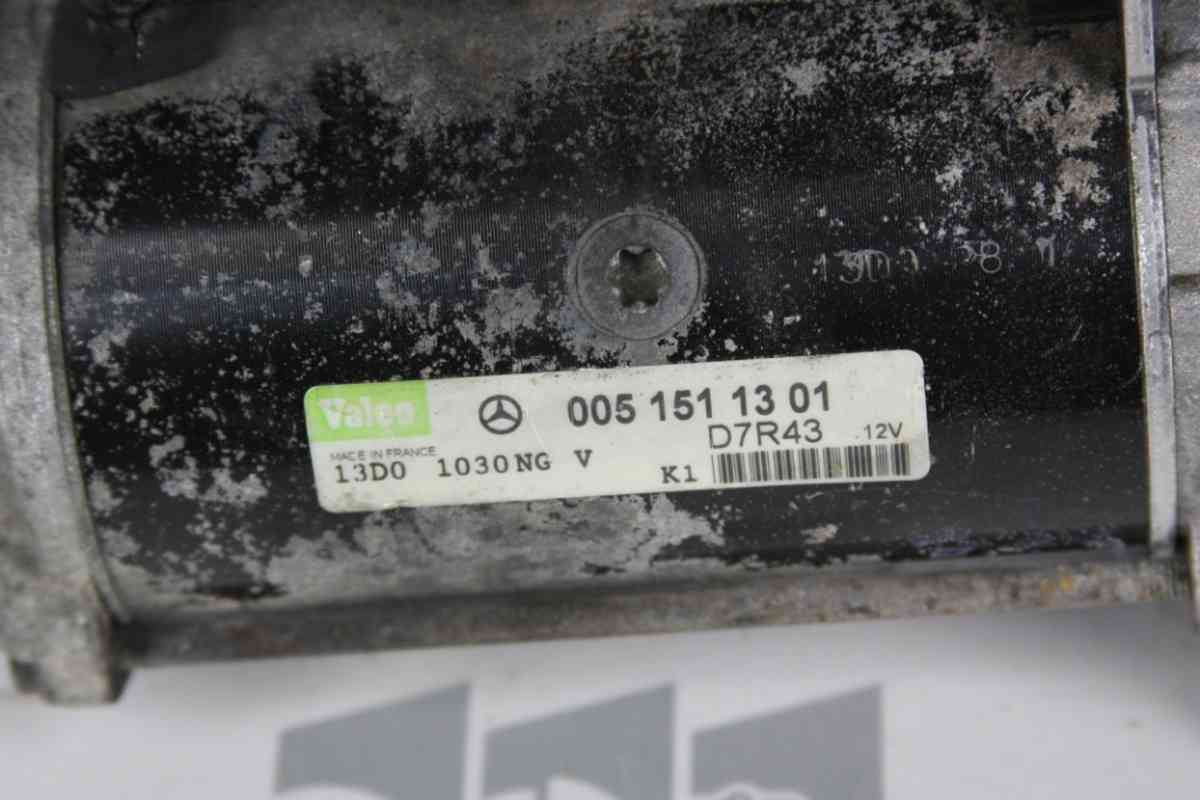 Valeo 005 151 13 01
D7R43 12V
MADE IN FRANCE
13D0 1030NG V K1